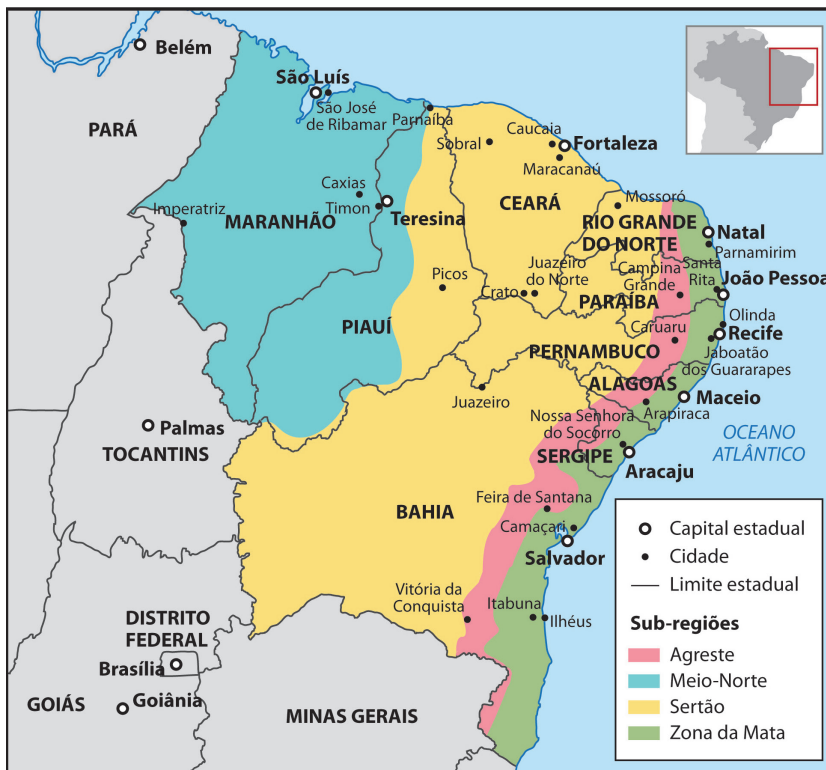 Belém
PARÁ
São Luís
São José
de Ribamar
Parnaíba
Sobral
Caucaia
Fortaleza
Maracanaú
Caxias
Timon
Teresina
CEARÁ
Mossoró
Imperatriz
MARANHÃO
RIO GRANDE
DO NORTE
Natal
Parnamirim
Picos
Juazeiro
do Norte
Crato
Campina
Grande
Santa
Rita
João Pessoa
PARAÍBA
PIAUÍ
Olinda
Recife
Caruaru
PERNAMBUCO
Jaboatão
dos Guararapes
ALAGOAS
Juazeiro
Maceio
Arapiraca
Nossa Senhora
do Socorro
OCEANO
ATLÂNTICO
Palmas
TOCANTINS
SERGIPE
Aracaju
BAHIA
Feira de Santana
Camaçari
Salvador
Vitória da
Conquista
Itabuna
Ilhéus
DISTRITO
FEDERAL
Brasília
GOIÁS
Goiânia
MINAS GERAIS
Capital estadual
Cidade
Limite estadual
Sub-regiões
Agreste
Meio-Norte
Sertão
Zona da Mata